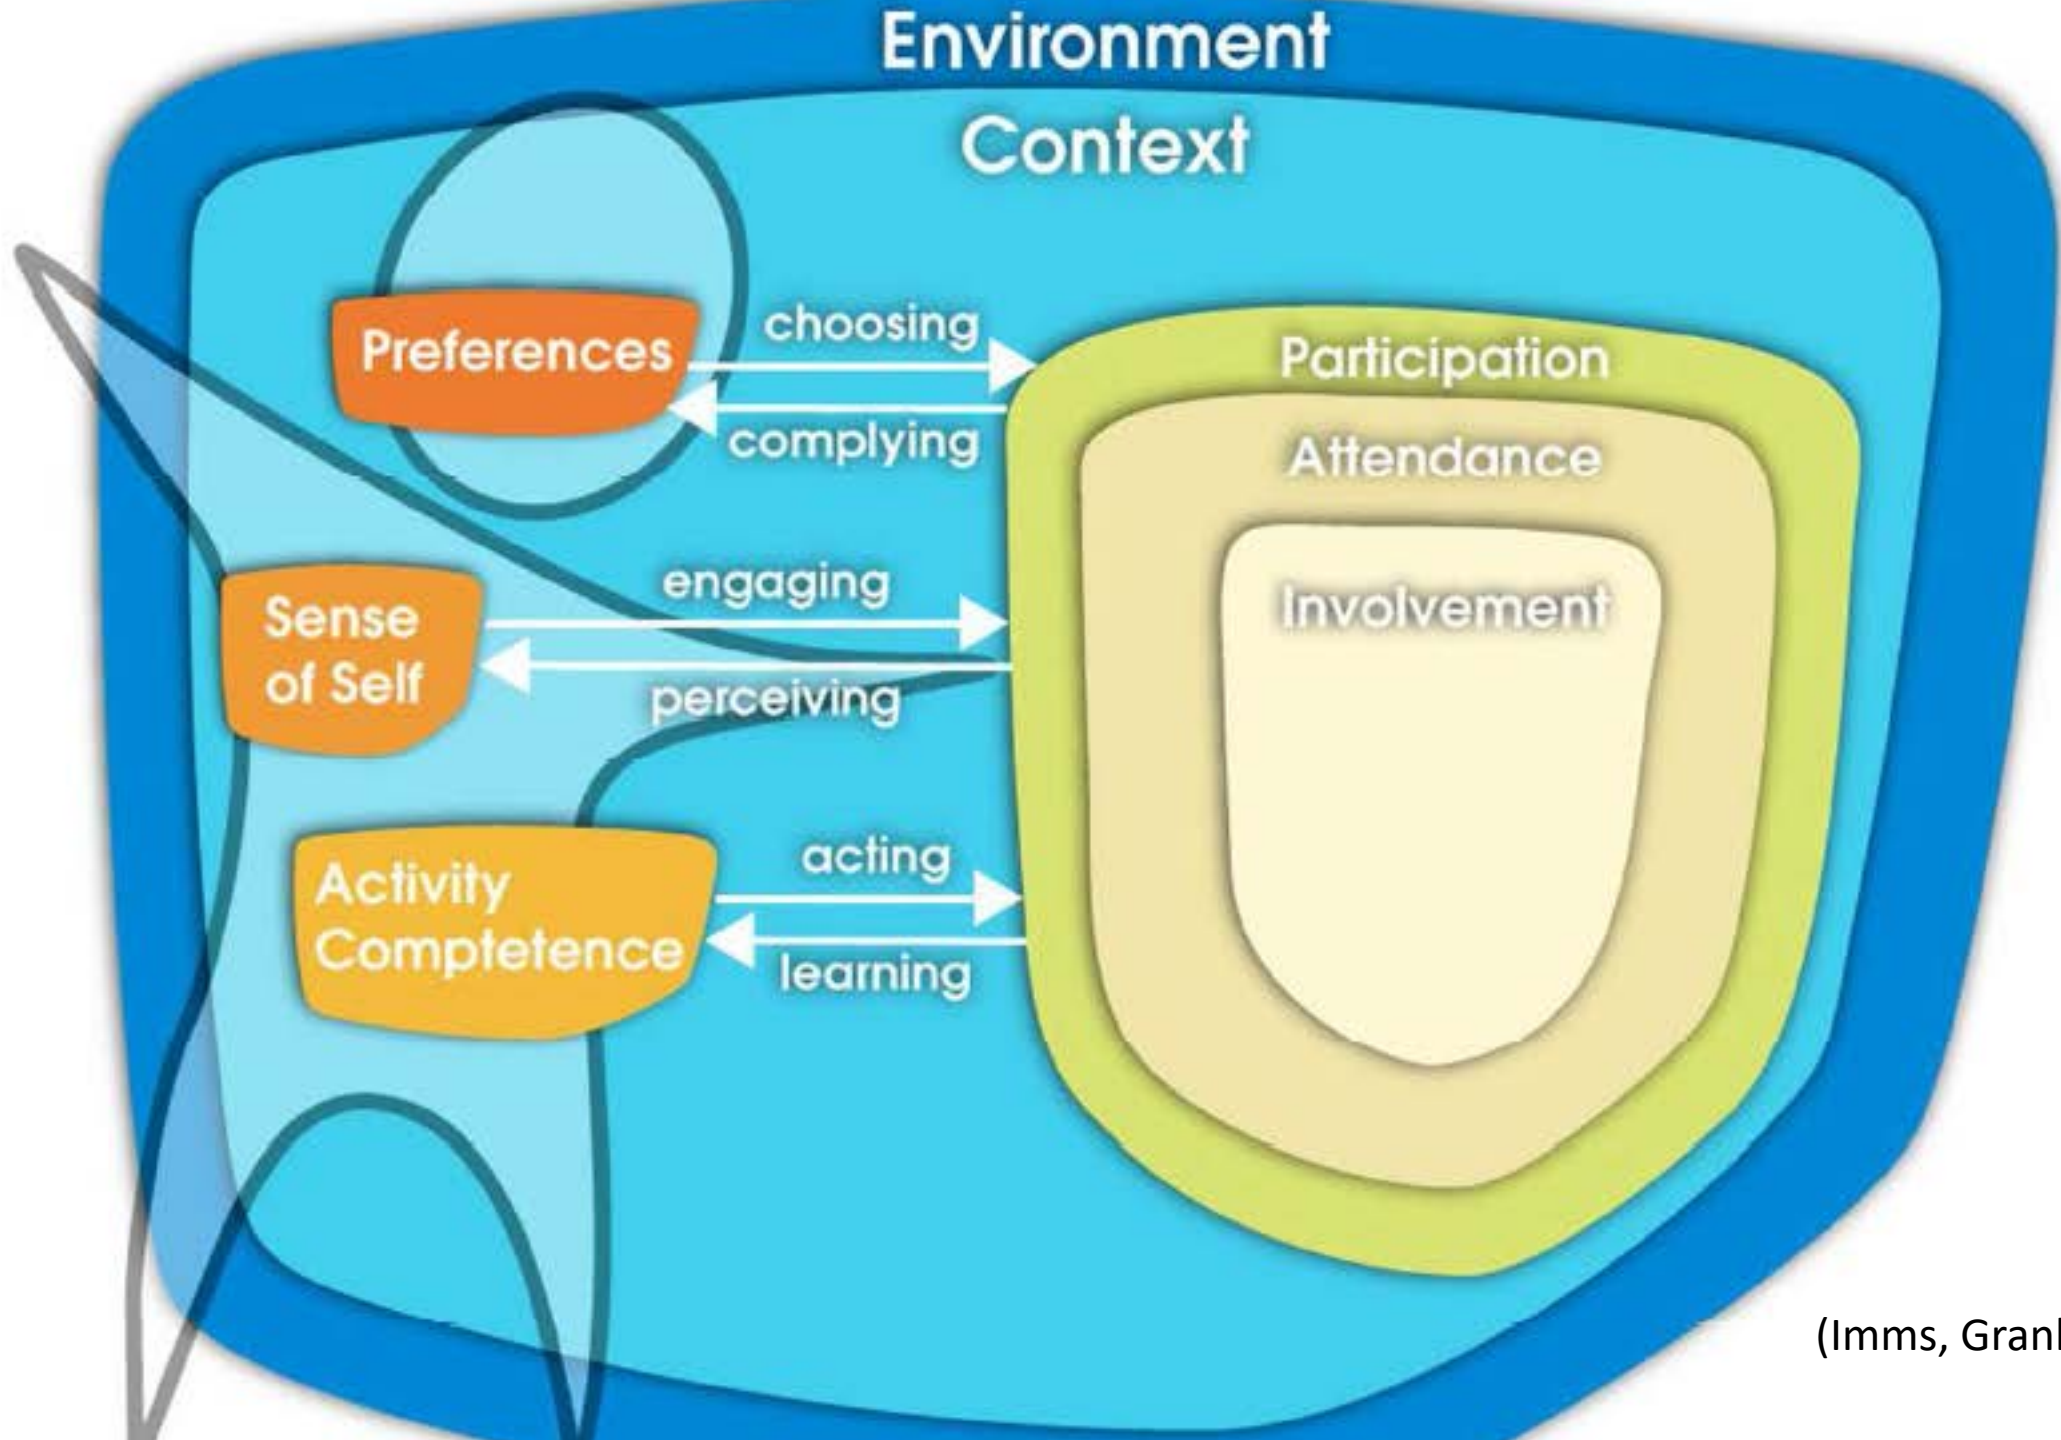 Environment
Context
Preferences
choosing
complying
Participation
Attendance
Involvement
Sense
of Self
engaging
perceiving
Activity
Comptetence
acting
learning
(Imms, Granl